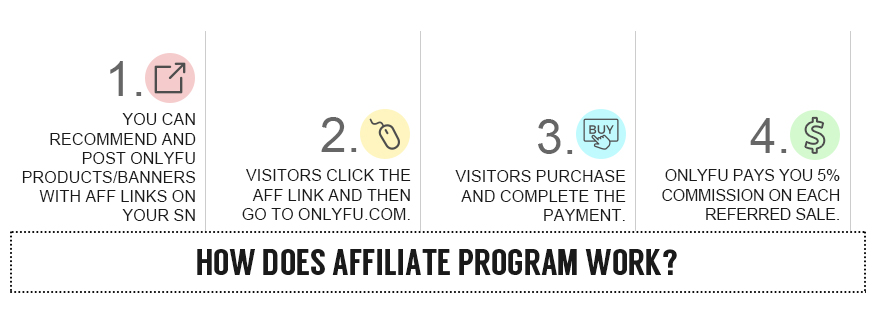 1.
YOU CAN
RECOMMEND AND
POST ONLYFU
PRODUCTS/BANNERS
WITH AFF LINKS ON
YOUR SN
2.
VISITORS CLICK THE
AFF LINK AND THEN
GO TO ONLYFU.COM.
3.
BUY
VISITORS PURCHASE
AND COMPLETE THE
PAYMENT.
4.
$
ONLYFU PAYS YOU 5%
COMMISSION ON EACH
REFERRED SALE.
HOW DOES AFFILIATE PROGRAM WORK?